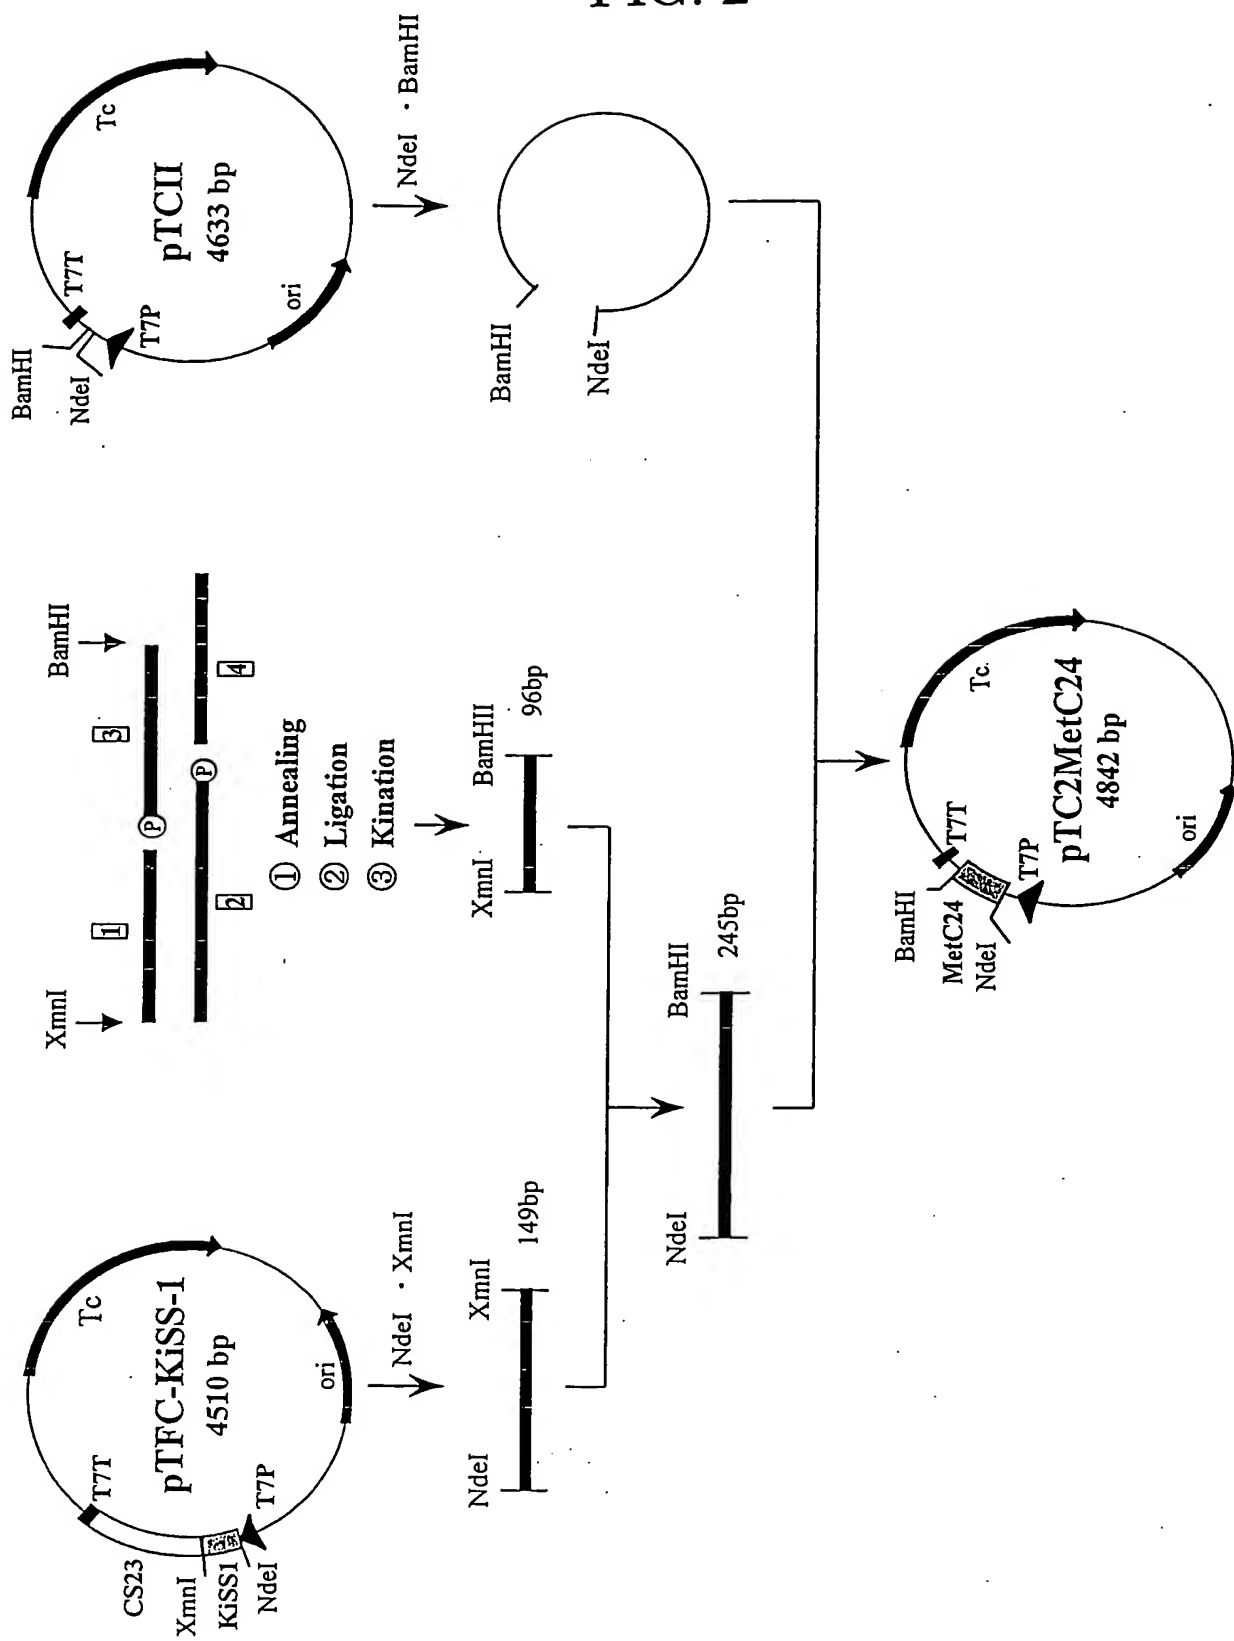 FIG. 2
CS23
XmnI
KiSS1
NdeI
T7T
T7P
Tc
ori
pTFC-KiSS-1
4510 bp
NdeI · XmnI
NdeI
XmnI
149bp
XmnI
BamHI
1
3
P
P
2
4
① Annealing
② Ligation
③ Kination
XmnI
BamHII
96bp
NdeI
BamHI
245bp
BamHI
NdeI
T7T
T7P
Tc
ori
pTCII
4633 bp
NdeI · BamHI
BamHI
NdeI
BamHI
MetC24
NdeI
T7T
T7P
Tc.
ori
pTC2MetC24
4842 bp